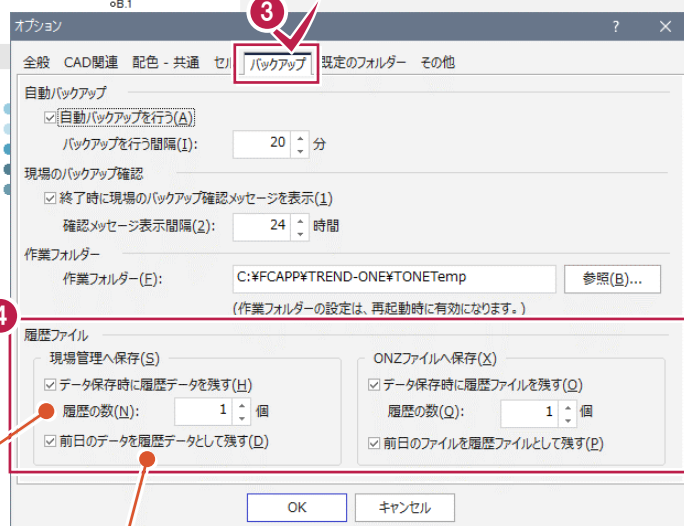 oB.1
3
オプション ? ×
全般 CAD関連 配色 - 共通 セル バックアップ 既定のフォルダー その他
自動バックアップ
自動バックアップを行う(A)
バックアップを行う間隔(I): 20 分
現場のバックアップ確認
終了時に現場のバックアップ確認メッセージを表示(1)
確認メッセージ表示間隔(2): 24 時間
作業フォルダー
作業フォルダー(F): C:¥FCAPP¥TREND-ONE¥TONETemp 参照(B)...
(作業フォルダーの設定は、再起動時に有効になります。)
4
履歴ファイル
現場管理へ保存(S)
データ保存時に履歴データを残す(H)
履歴の数(N): 1 個
前日のデータを履歴データとして残す(D)
ONZファイルへ保存(X)
データ保存時に履歴ファイルを残す(O)
履歴の数(Q): 1 個
前日のファイルを履歴ファイルとして残す(P)
OK キャンセル